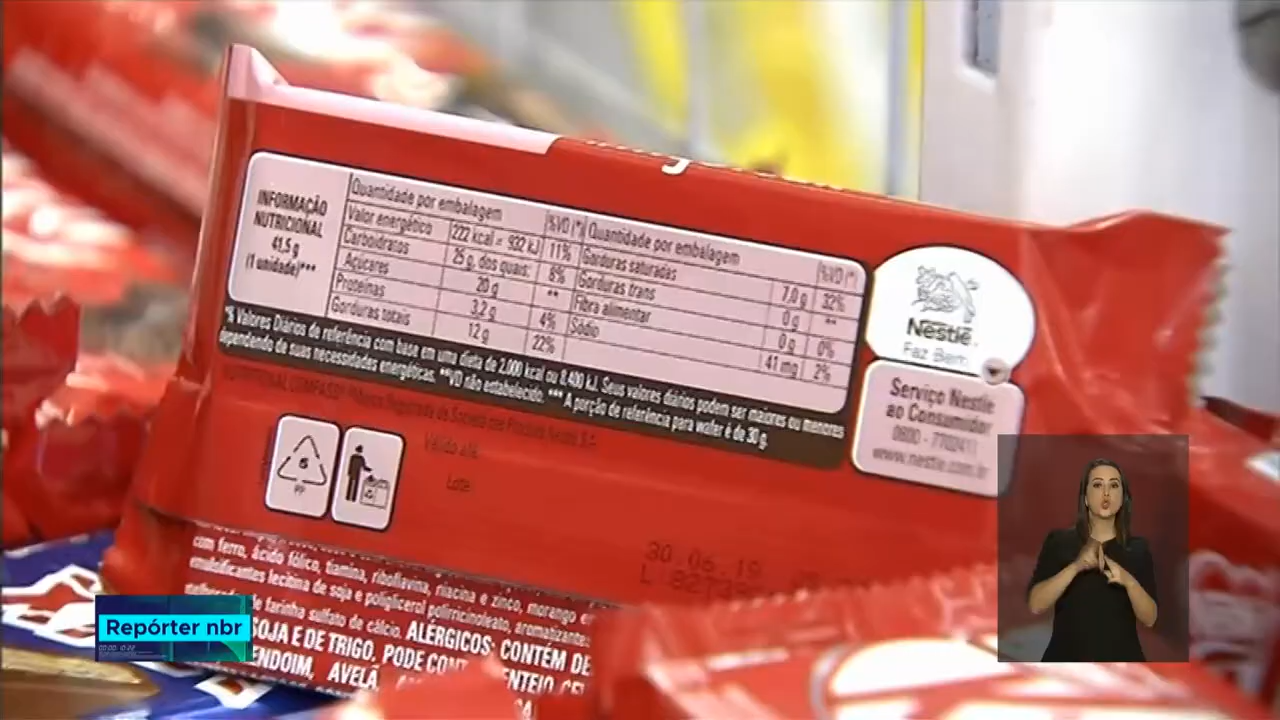 INFORMAÇÃO
NUTRICIONAL
41,5 g
(1 unidade)***
Quantidade por embalagem %VD (*)
Valor energético 222 kcal = 932 kJ 11%
Carboidratos 25 g, dos quais: 8%
Açúcares 20 g **
Proteínas 3,2 g 4%
Gorduras totais 12 g 22%
Quantidade por embalagem %VD (*)
Gorduras saturadas 7,0 g 32%
Gorduras trans 0 g **
Fibra alimentar 0 g 0%
Sódio 41 mg 2%
*% Valores Diários de referência com base em uma dieta de 2.000 kcal ou 8.400 kJ. Seus valores diários podem ser maiores ou menores
dependendo de suas necessidades energéticas. **VD não estabelecido. *** A porção de referência para wafer é de 30 g.
Nestlé
Faz Bem
Serviço Nestlé
ao Consumidor
0800 - 7702411
www.nestle.com.br
Válido até:
Lote:
PP
30 06 19
com ferro, ácido fólico, tiamina, riboflavina, niacina e zinco, morango
emulsificantes lecitina de soja e poliglicerol polirricinoleato, aromatizantes
de farinha sulfato de cálcio. ALÉRGICOS: CONTÉM DE
SOJA E DE TRIGO. PODE
ENDOIM, AVELÃ,
Repórter nbr